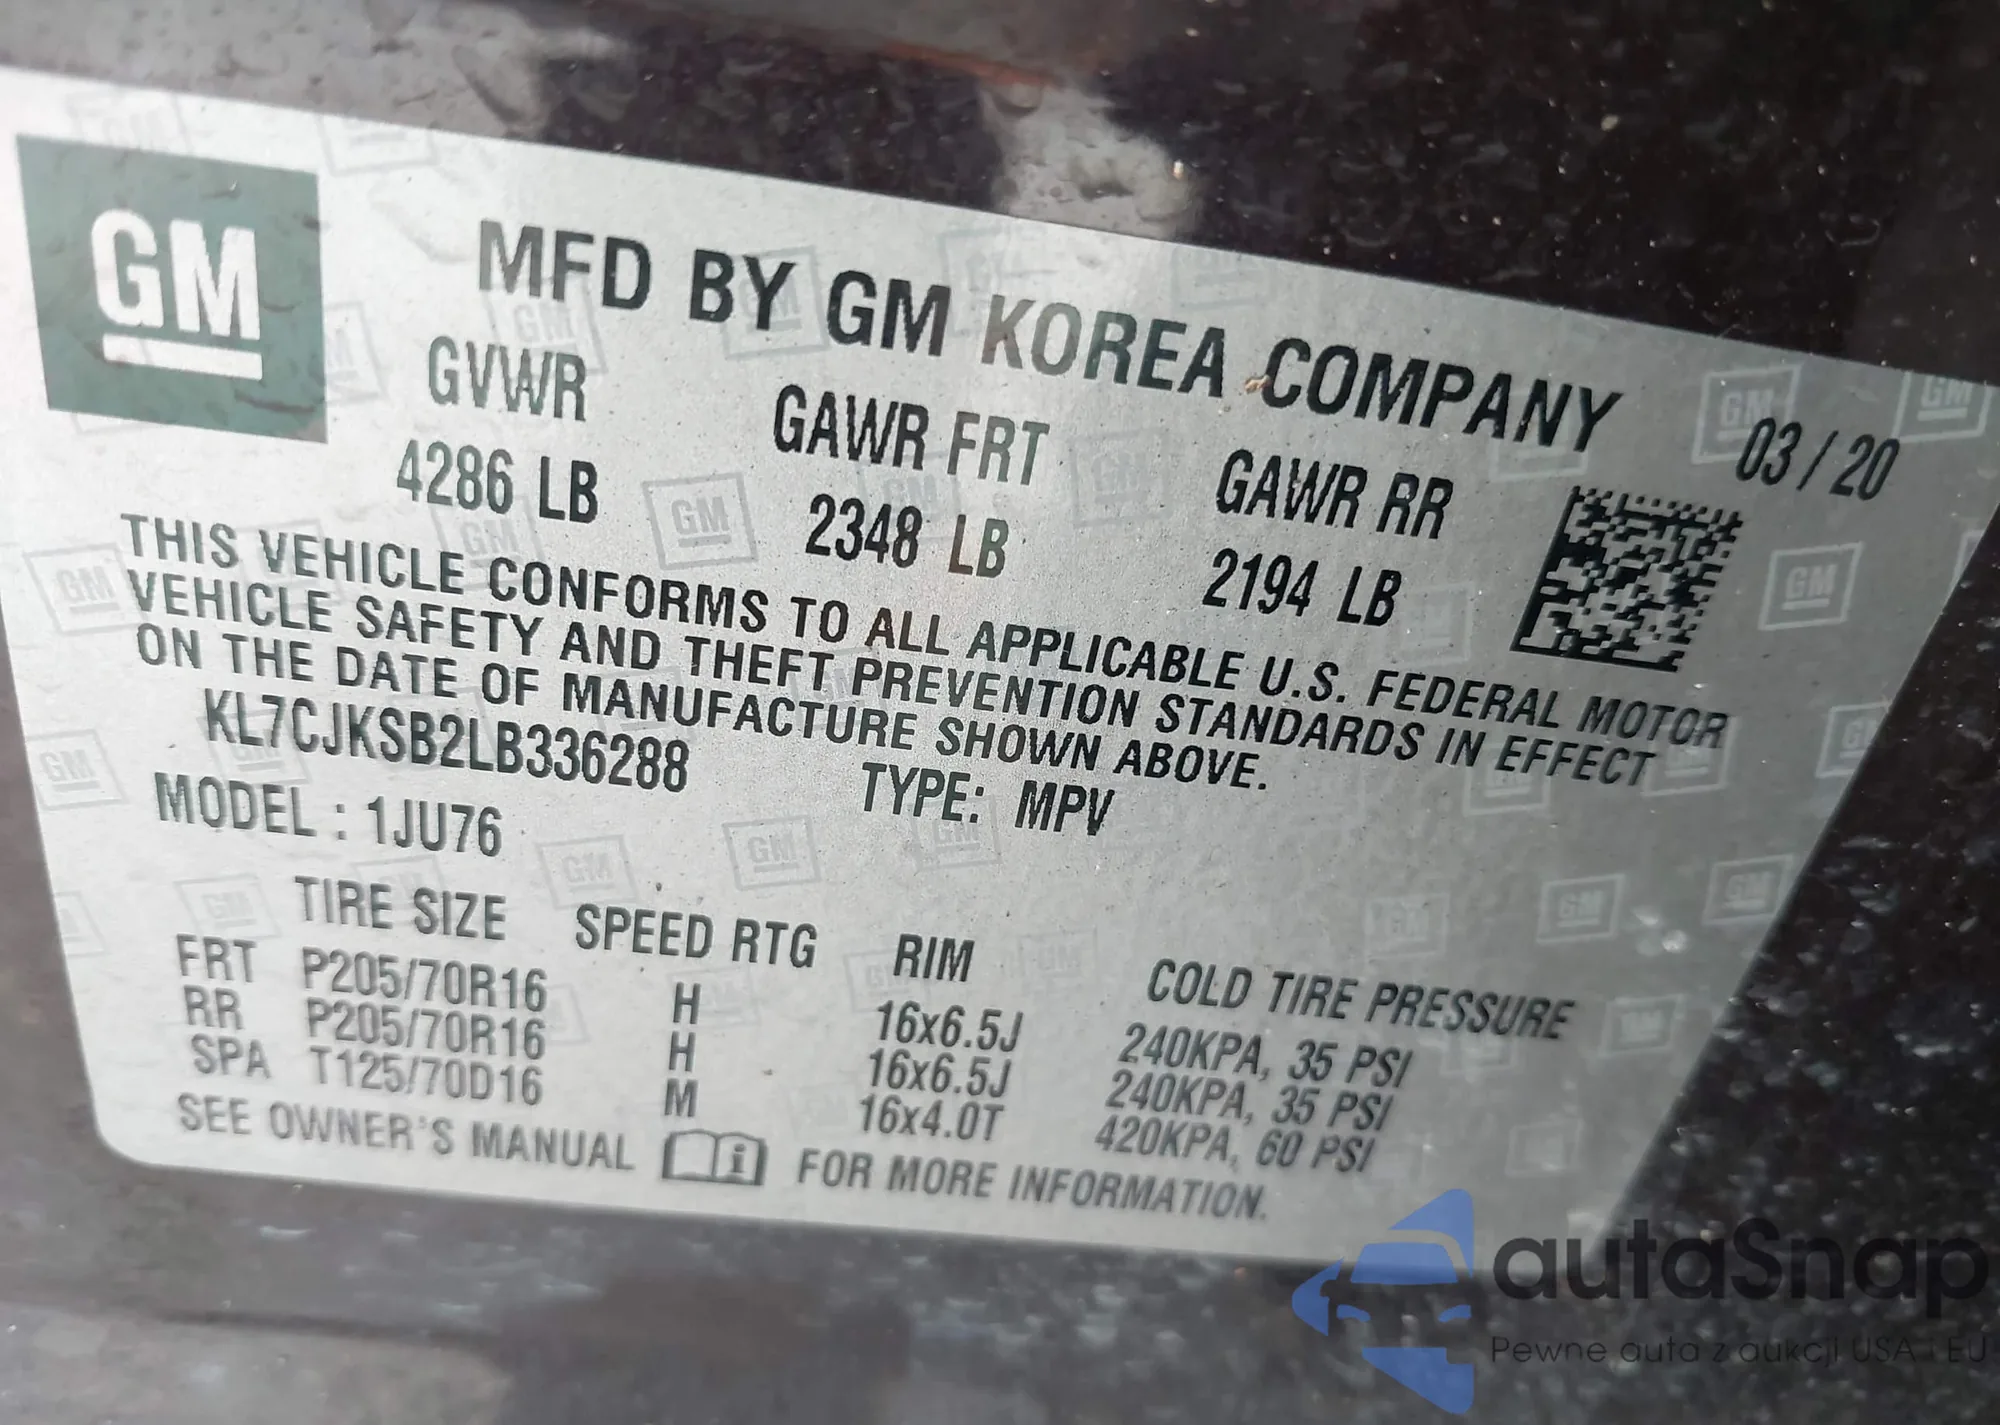 GM
MFD BY GM KOREA COMPANY
03 / 20
GVWR GAWR FRT GAWR RR
4286 LB 2348 LB 2194 LB
THIS VEHICLE CONFORMS TO ALL APPLICABLE U.S. FEDERAL MOTOR
VEHICLE SAFETY AND THEFT PREVENTION STANDARDS IN EFFECT
ON THE DATE OF MANUFACTURE SHOWN ABOVE.
KL7CJKSB2LB336288 TYPE: MPV
MODEL : 1JU76
TIRE SIZE SPEED RTG RIM COLD TIRE PRESSURE
FRT P205/70R16 H 16x6.5J 240KPA, 35 PSI
RR P205/70R16 H 16x6.5J 240KPA, 35 PSI
SPA T125/70D16 M 16x4.0T 420KPA, 60 PSI
SEE OWNER'S MANUAL FOR MORE INFORMATION.
autaSnap
Pewne auta z aukcji USA i EU